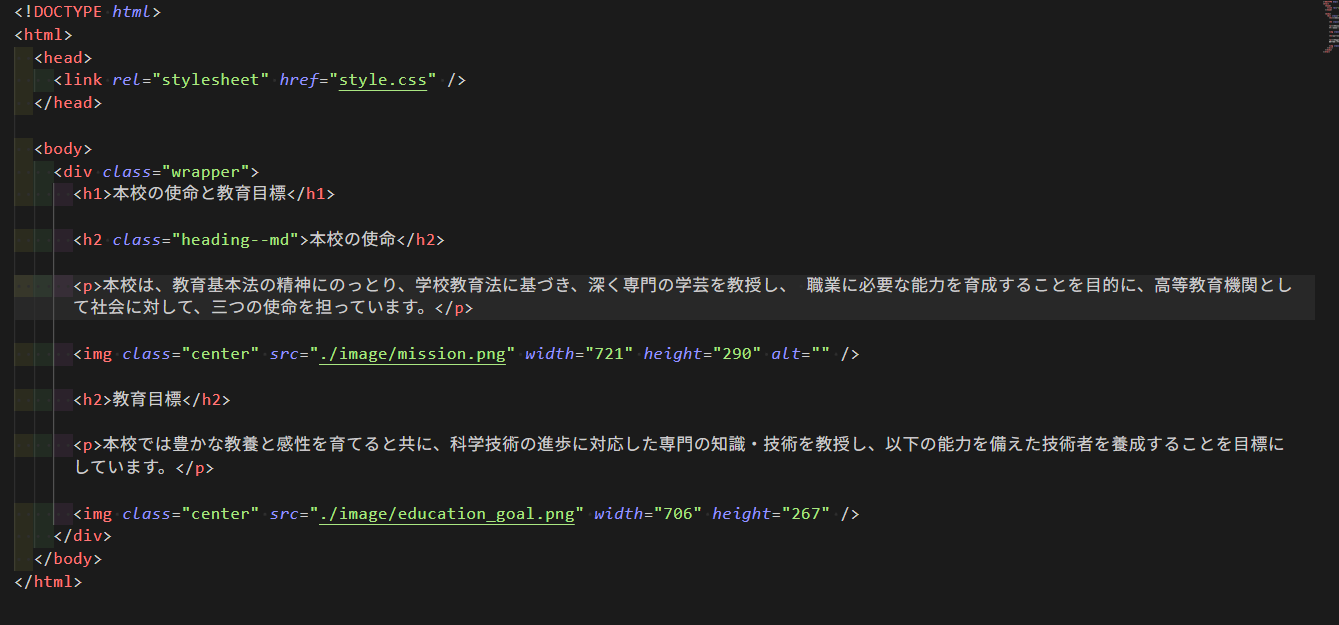 <!DOCTYPE html>
<html>
<head>
<link rel="stylesheet" href="style.css" />
</head>
<body>
<div class="wrapper">
<h1>本校の使命と教育目標</h1>
<h2 class="heading--md">本校の使命</h2>
<p>本校は、教育基本法の精神にのっとり、学校教育法に基づき、深く専門の学芸を教授し、 職業に必要な能力を育成することを目的に、高等教育機関とし
て社会に対して、三つの使命を担っています。</p>
<img class="center" src="./image/mission.png" width="721" height="290" alt="" />
<h2>教育目標</h2>
<p>本校では豊かな教養と感性を育てると共に、科学技術の進歩に対応した専門の知識・技術を教授し、以下の能力を備えた技術者を養成することを目標に
しています。</p>
<img class="center" src="./image/education_goal.png" width="706" height="267" />
</div>
</body>
</html>